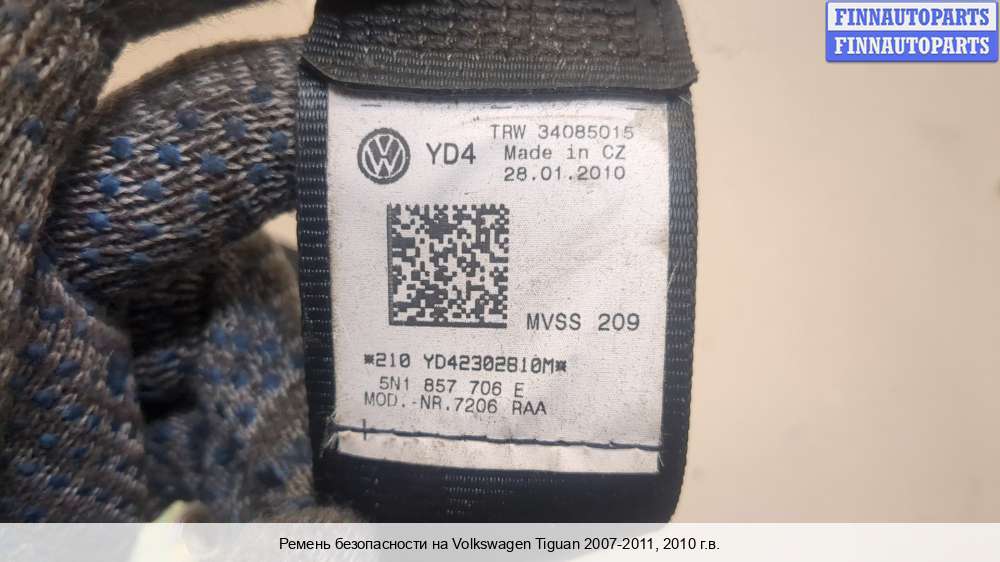 FINNAUTOPARTS
FINNAUTOPARTS
TRW 34085015
YD4 Made in CZ
28.01.2010
MVSS 209
*210 YD42302810M*
5N1 857 706 E
MOD.-NR.7206 RAA
Ремень безопасности на Volkswagen Tiguan 2007-2011, 2010 г.в.